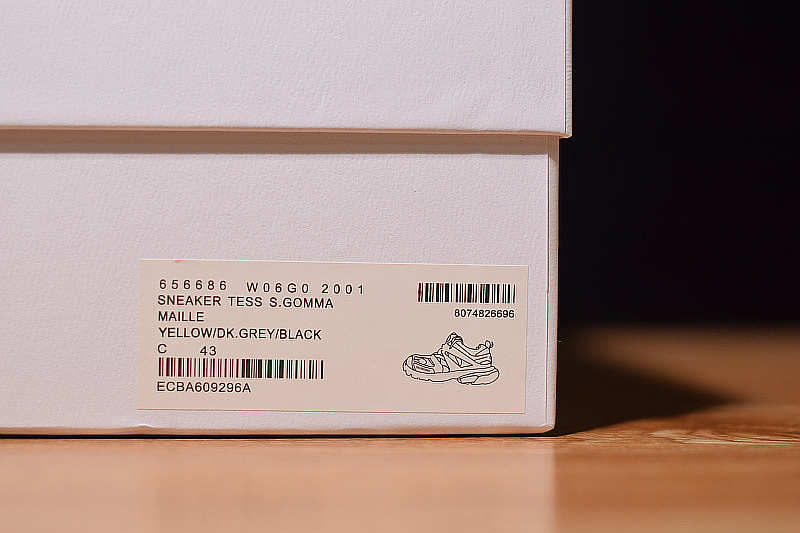 656686 W06G0 2001
SNEAKER TESS S.GOMMA
MAILLE
YELLOW/DK.GREY/BLACK
C 43
ECBA609296A
8074826696